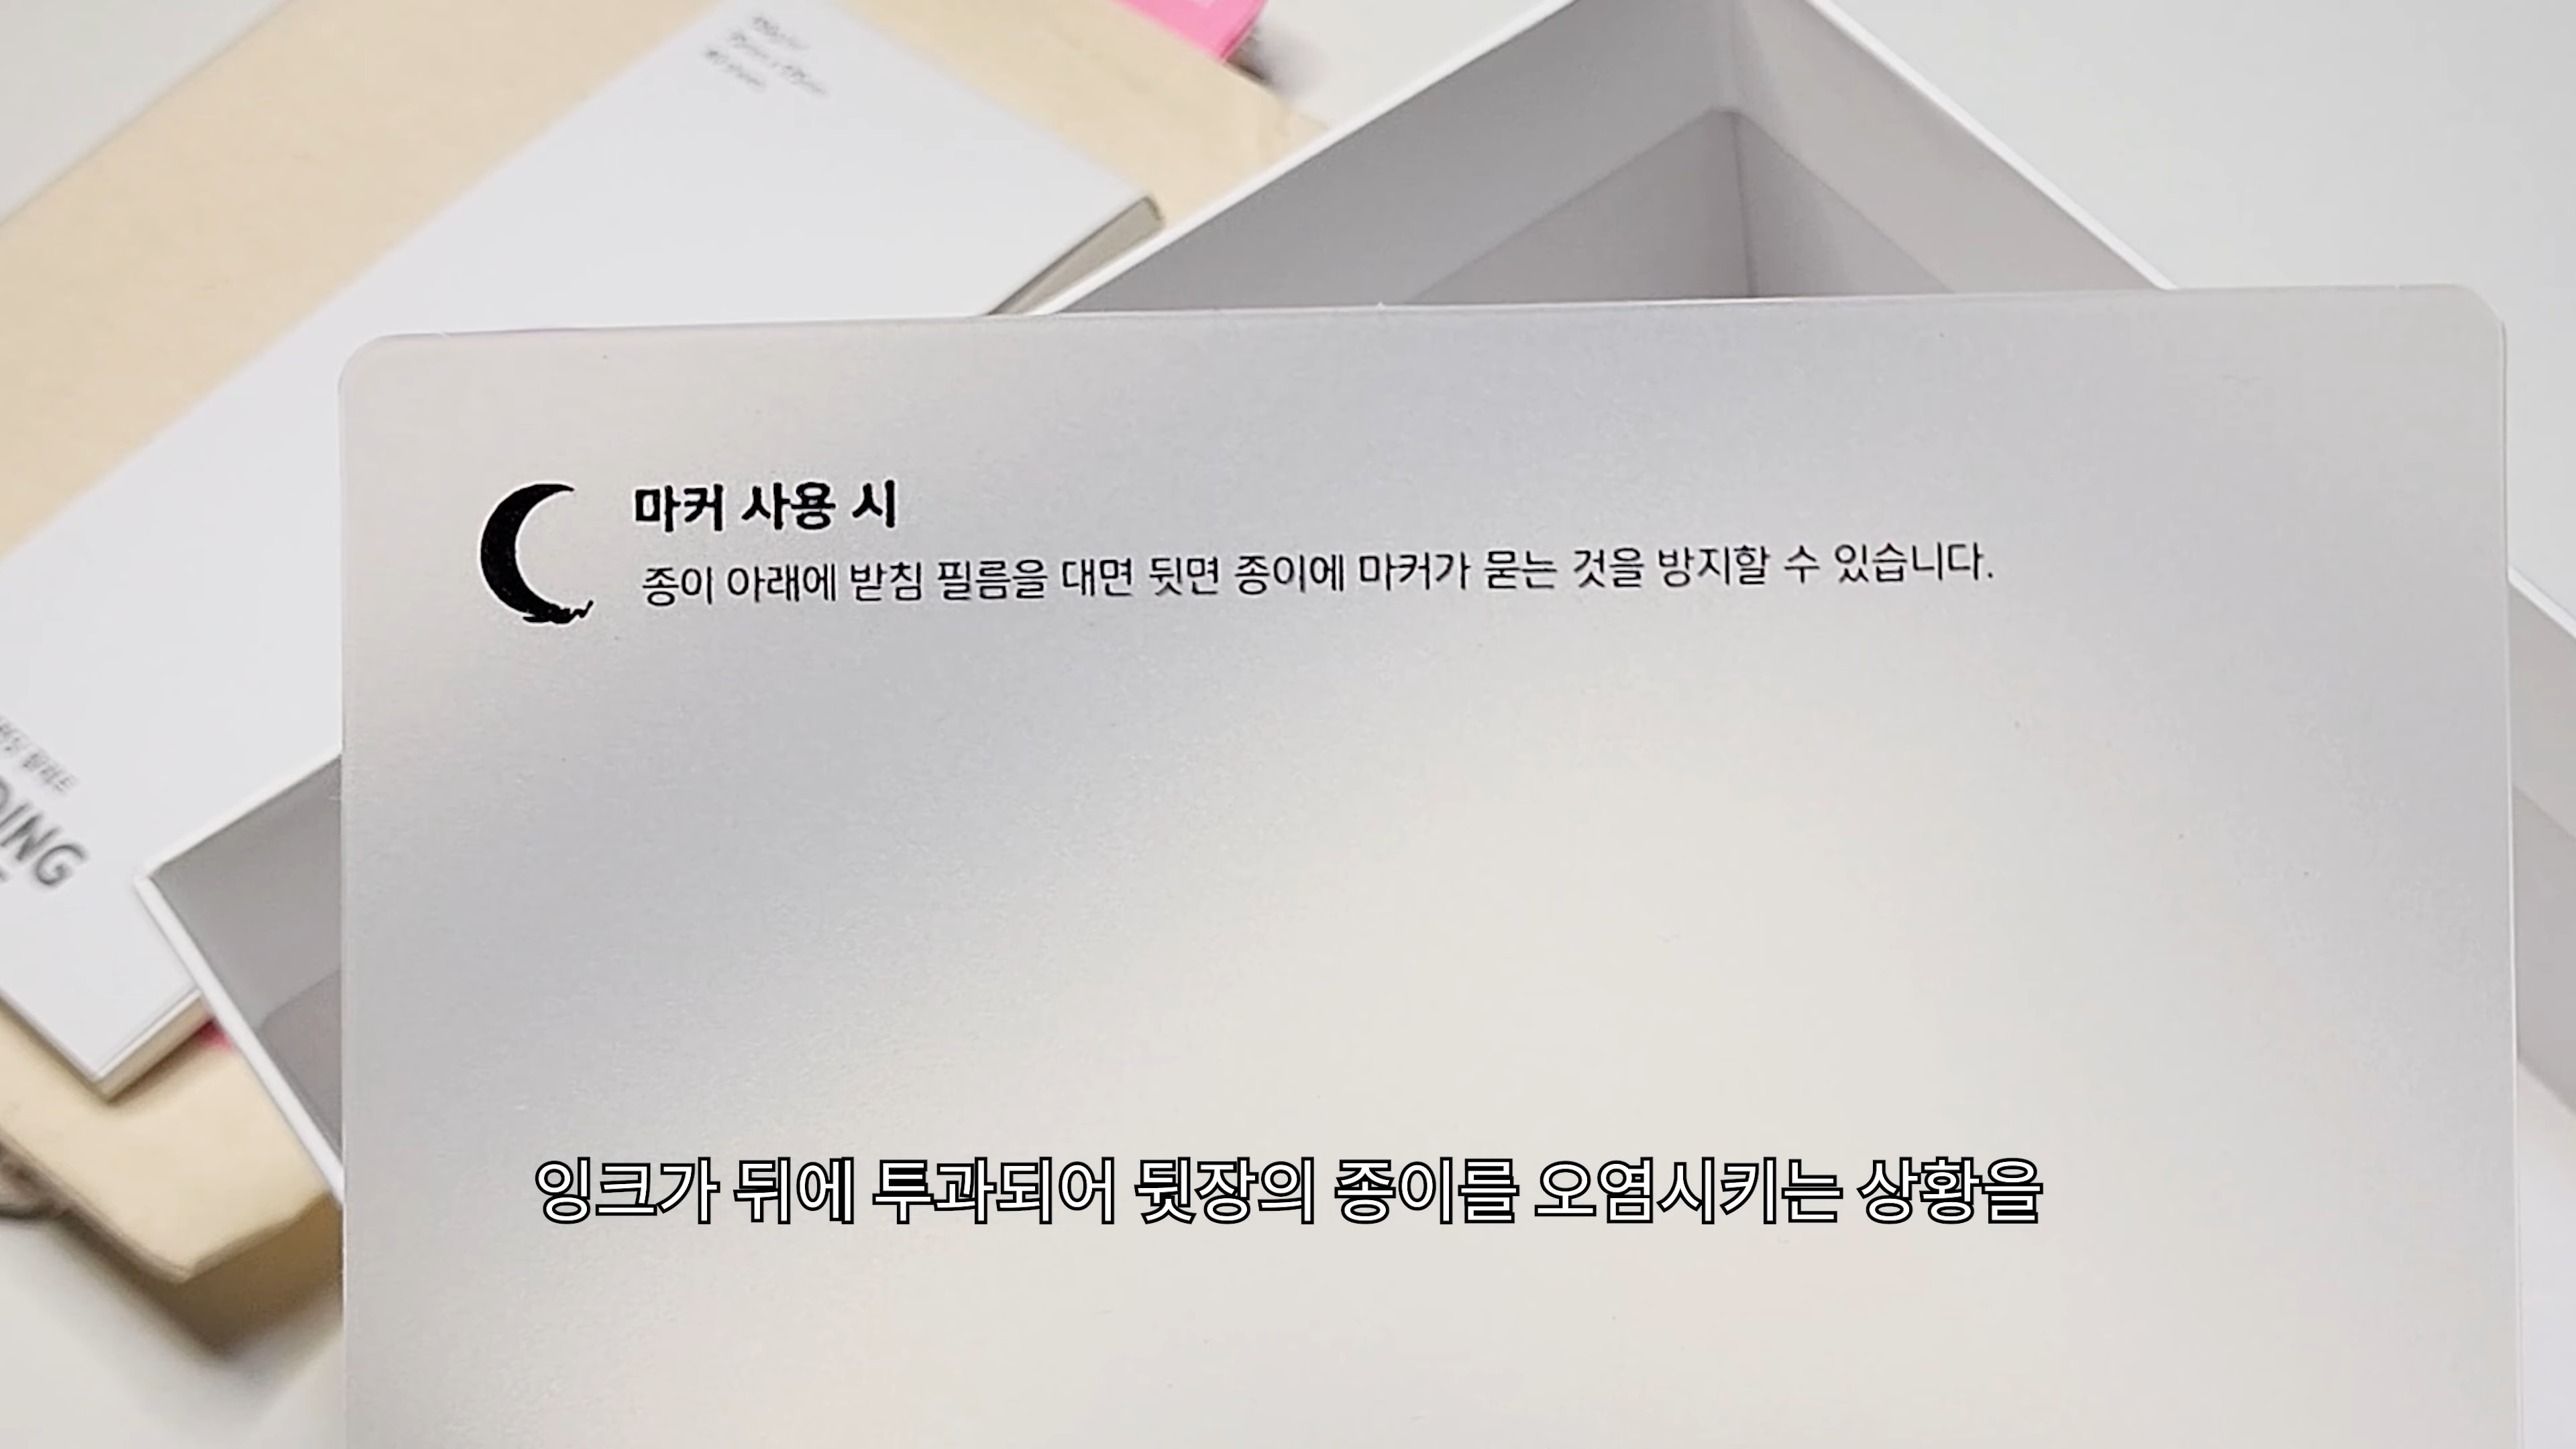 마커 사용 시
종이 아래에 받침 필름을 대면 뒷면 종이에 마커가 묻는 것을 방지할 수 있습니다.
DING
잉크가 뒤에 투과되어 뒷장의 종이를 오염시키는 상황을